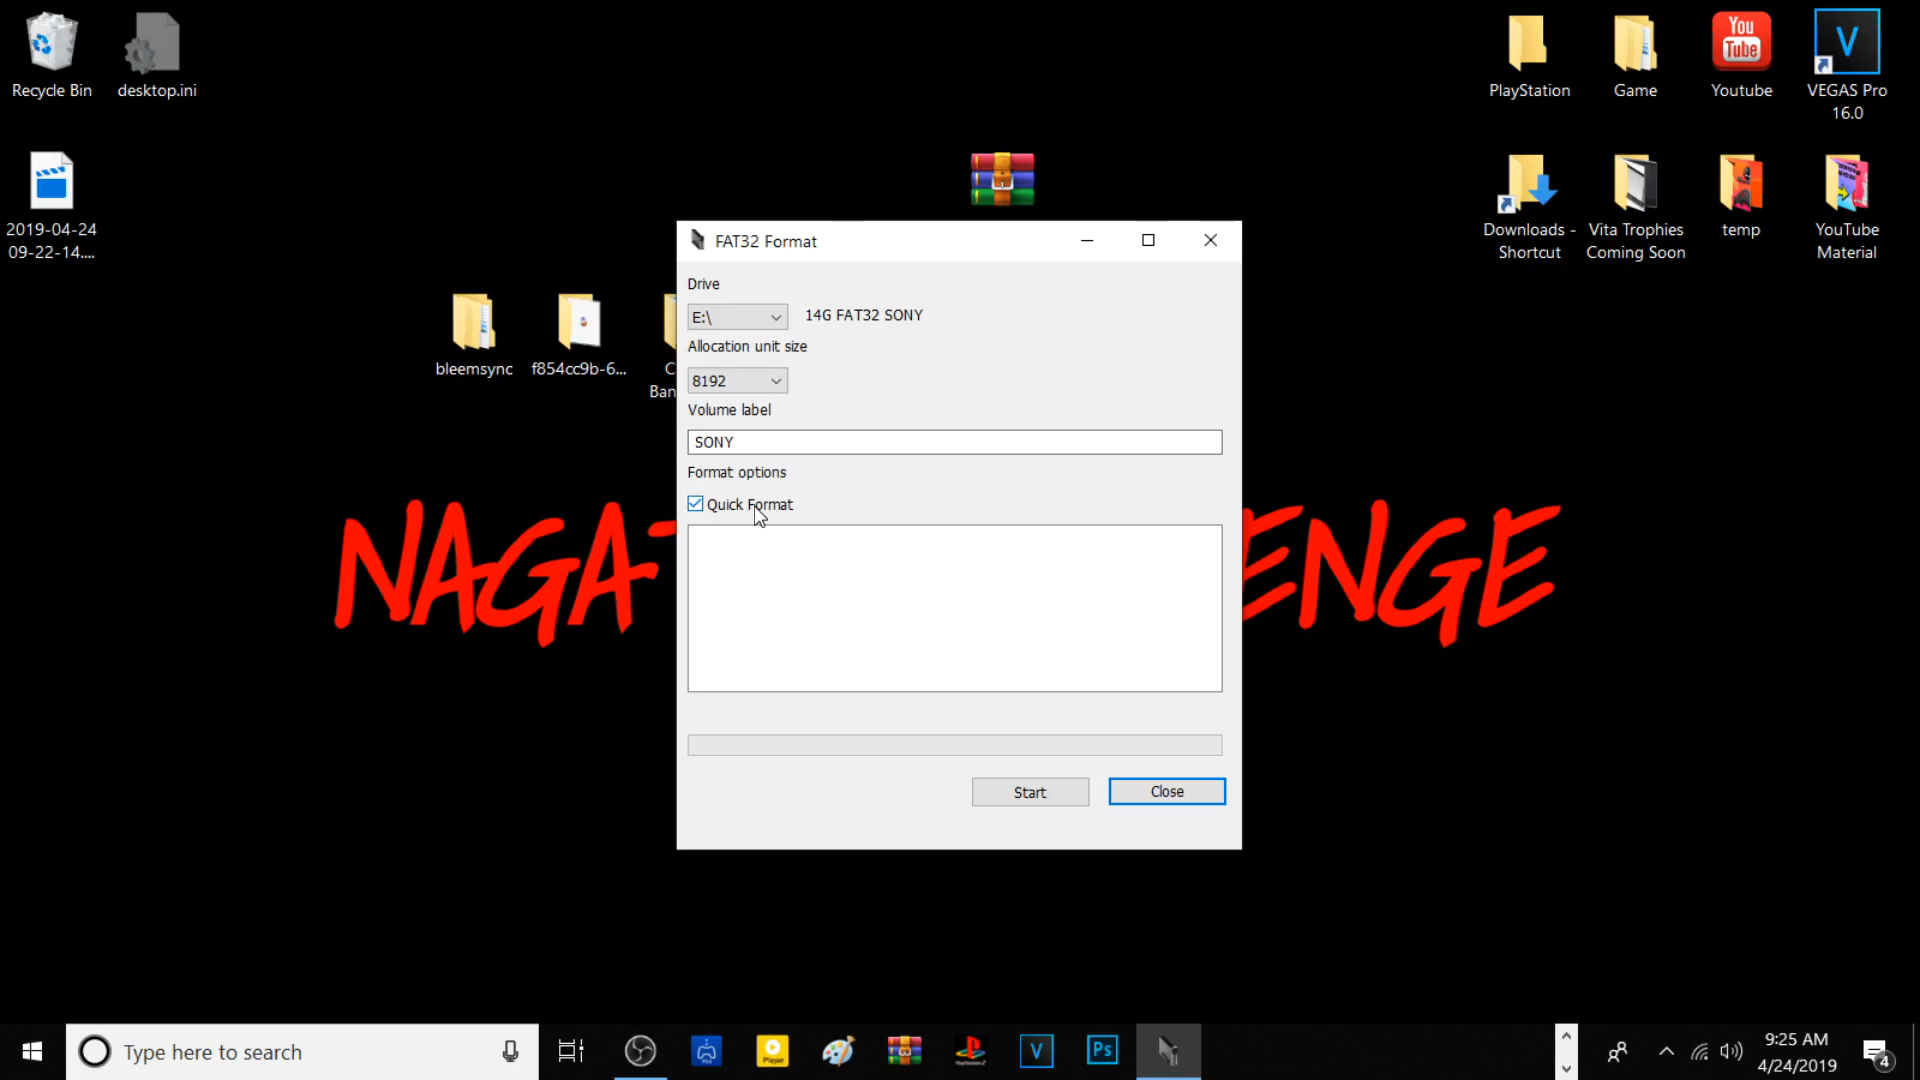 Recycle Bin
desktop.ini
PlayStation
Game
You
Tube
Youtube
V
VEGAS Pro
16.0
2019-04-24
09-22-14....
Downloads -
Shortcut
Vita Trophies
Coming Soon
temp
YouTube
Material
bleemsync
f854cc9b-6...
C
Ban
NAGA
ENGE
FAT32 Format
Drive
E:\
14G FAT32 SONY
Allocation unit size
8192
Volume label
SONY
Format options
Quick Format
Start
Close
Type here to search
Player
V
Ps
9:25 AM
4/24/2019
4